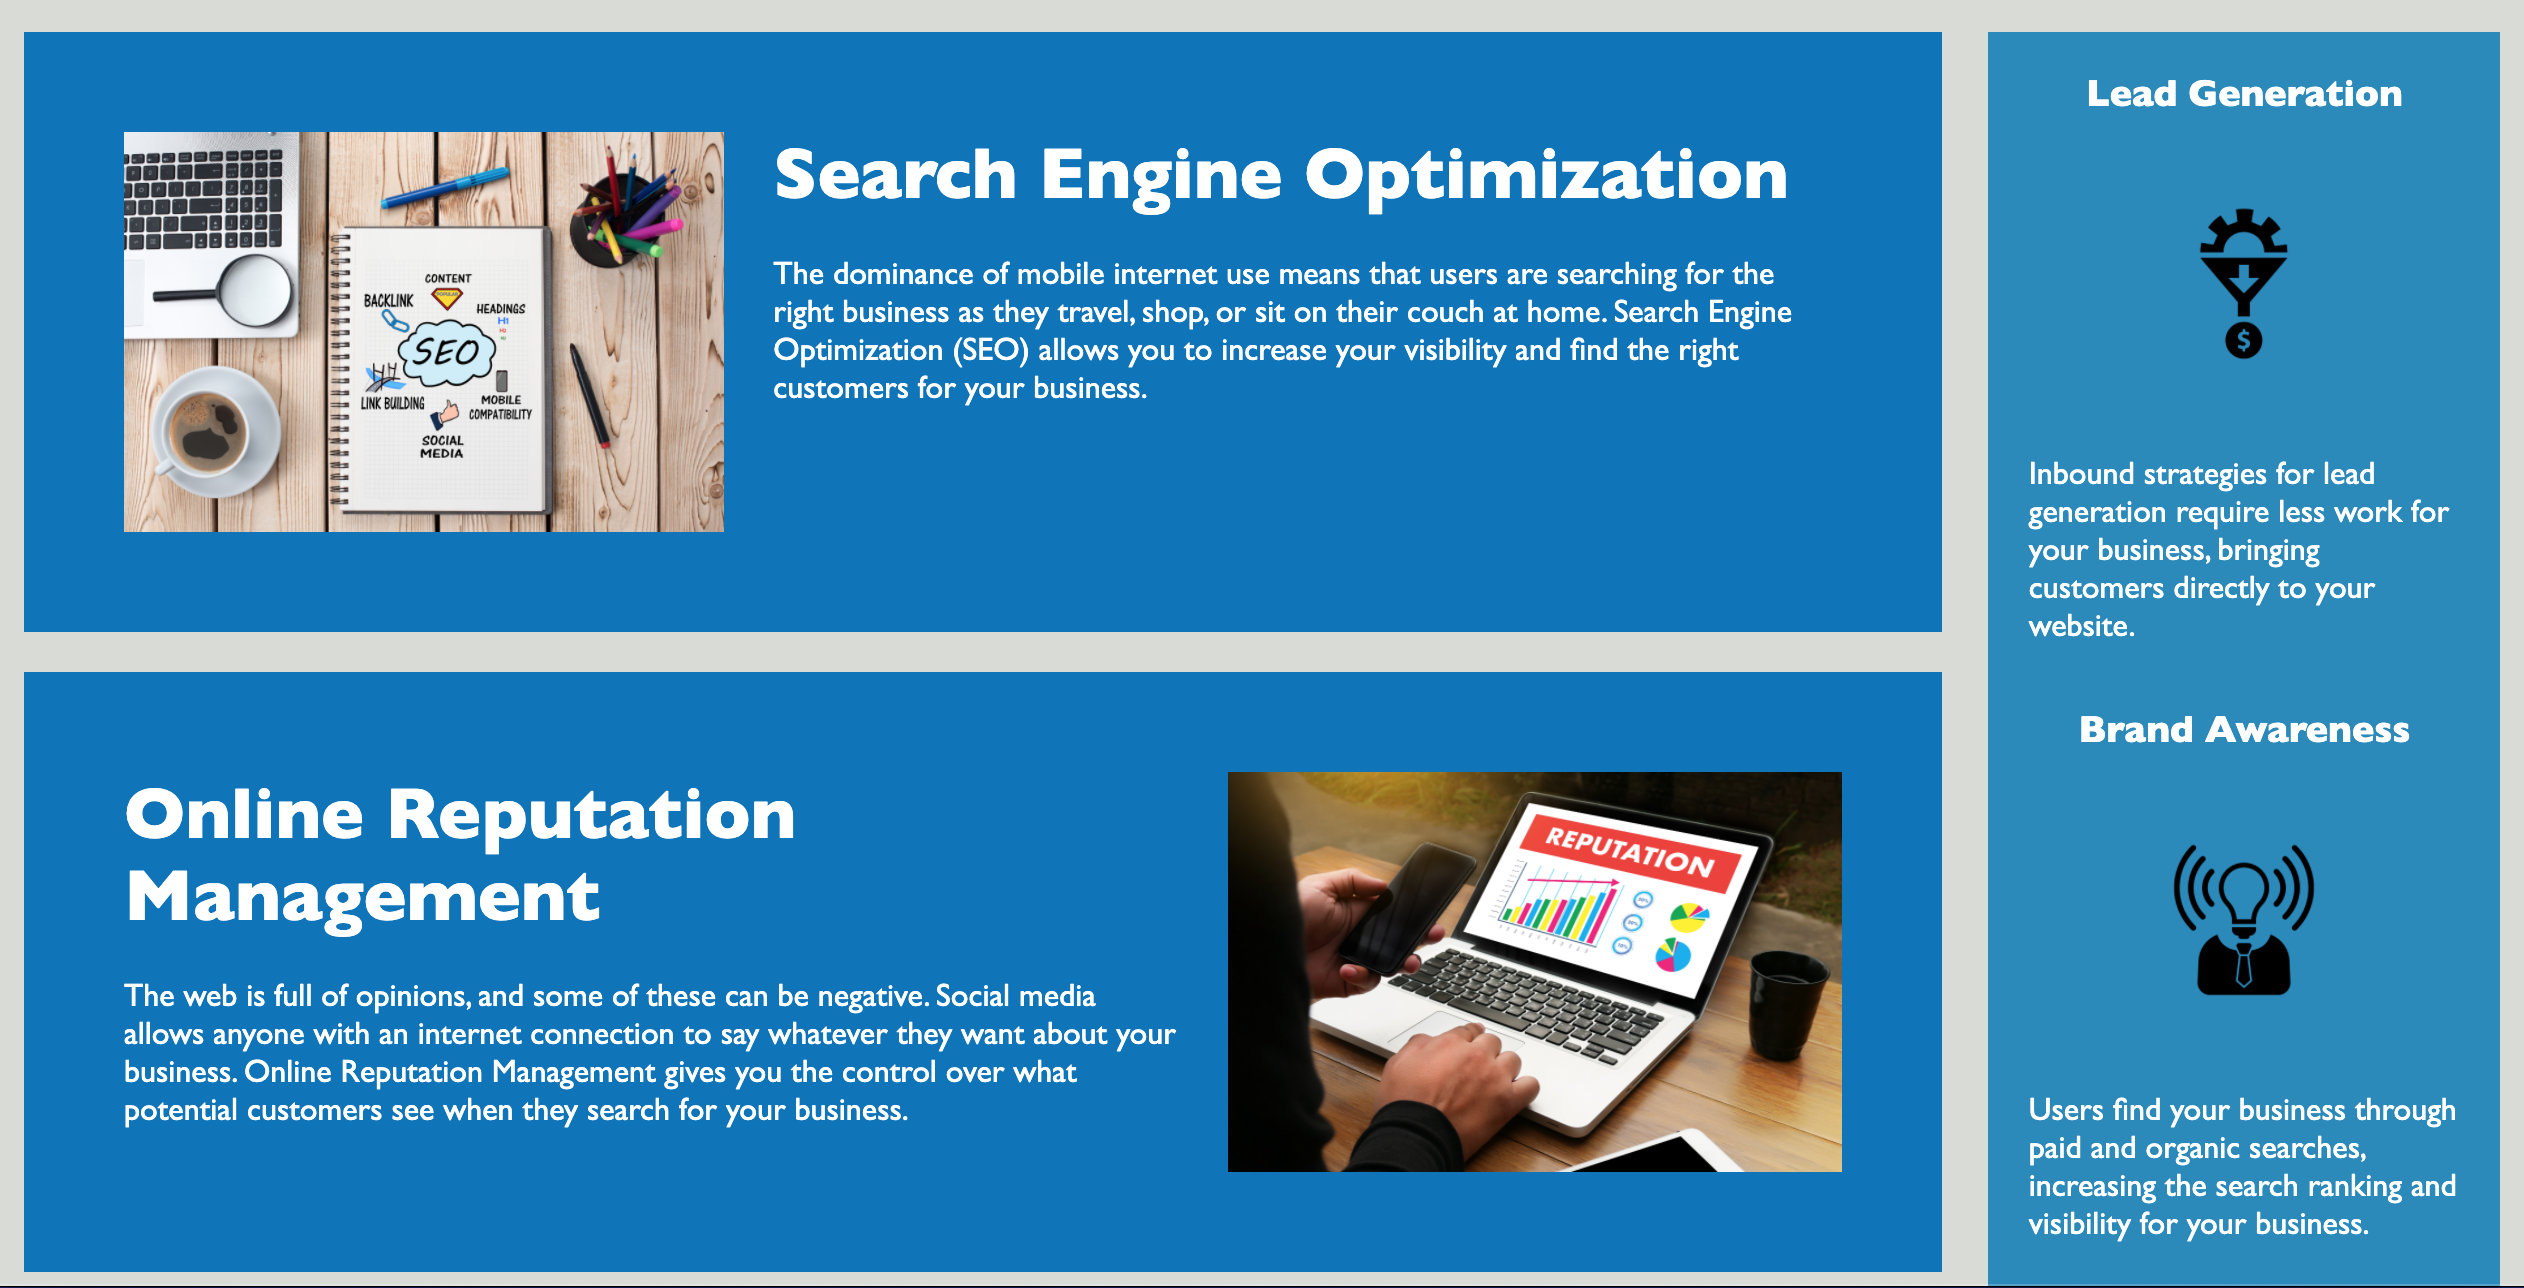 Search Engine Optimization
The dominance of mobile internet use means that users are searching for the
right business as they travel, shop, or sit on their couch at home. Search Engine
Optimization (SEO) allows you to increase your visibility and find the right
customers for your business.
CONTENT
POPULAR
BACKLINK
HEADINGS
H1
H2
H3
SEO
LINK BUILDING
MOBILE
COMPATIBILITY
SOCIAL
MEDIA
Online Reputation
Management
The web is full of opinions, and some of these can be negative. Social media
allows anyone with an internet connection to say whatever they want about your
business. Online Reputation Management gives you the control over what
potential customers see when they search for your business.
REPUTATION
Lead Generation
$
Inbound strategies for lead
generation require less work for
your business, bringing
customers directly to your
website.
Brand Awareness
Users find your business through
paid and organic searches,
increasing the search ranking and
visibility for your business.